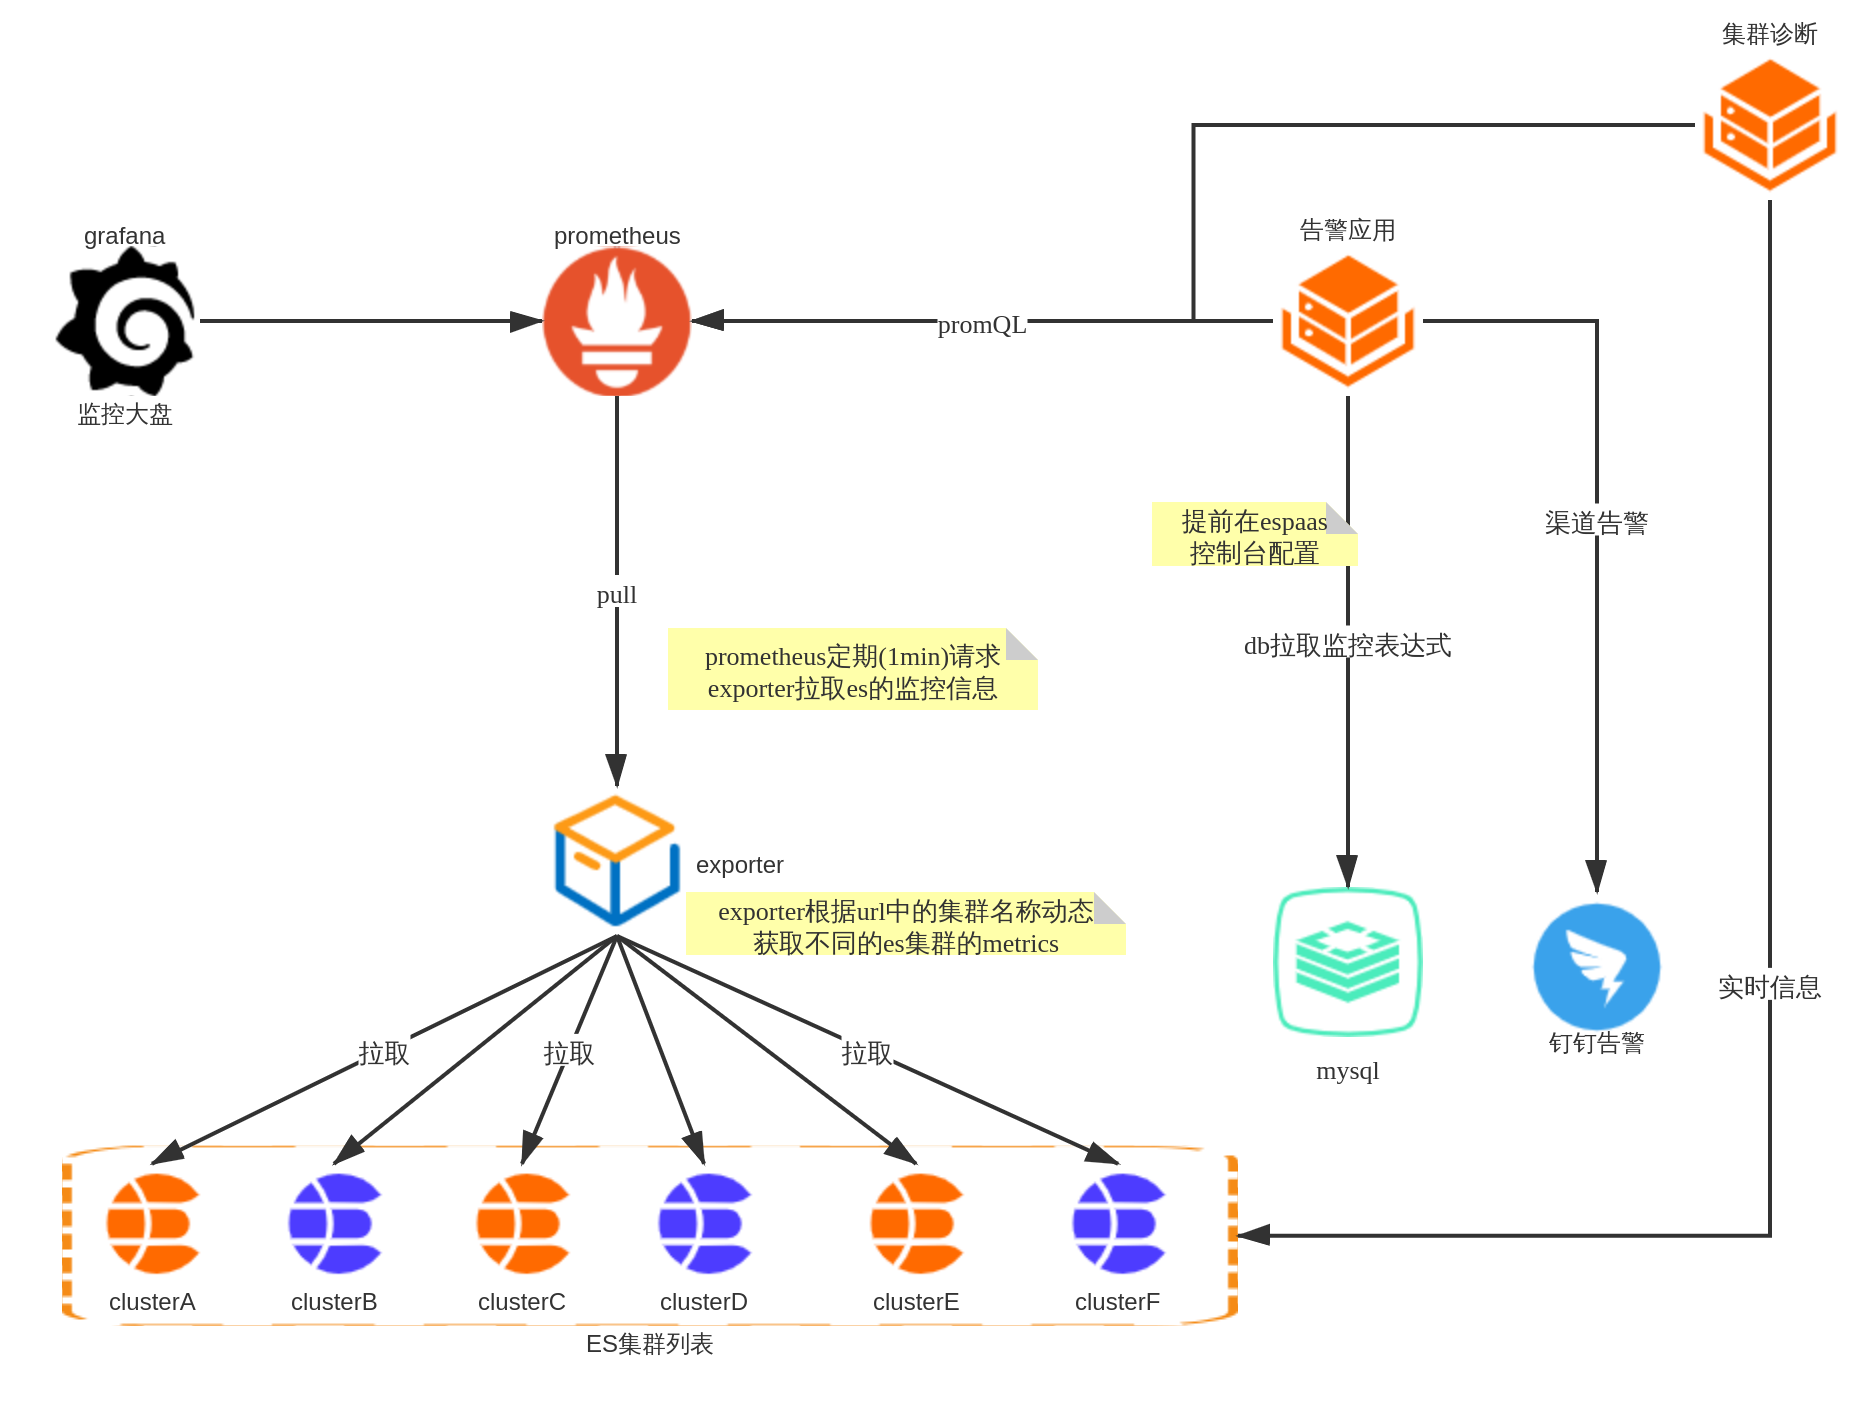 集群诊断
grafana
prometheus
告警应用
promQL
监控大盘
提前在espaas
控制台配置
渠道告警
pull
db拉取监控表达式
prometheus定期(1min)请求
exporter拉取es的监控信息
exporter
exporter根据url中的集群名称动态
获取不同的es集群的metrics
实时信息
钉钉告警
mysql
拉取
拉取
拉取
clusterA
clusterB
clusterC
clusterD
clusterE
clusterF
ES集群列表